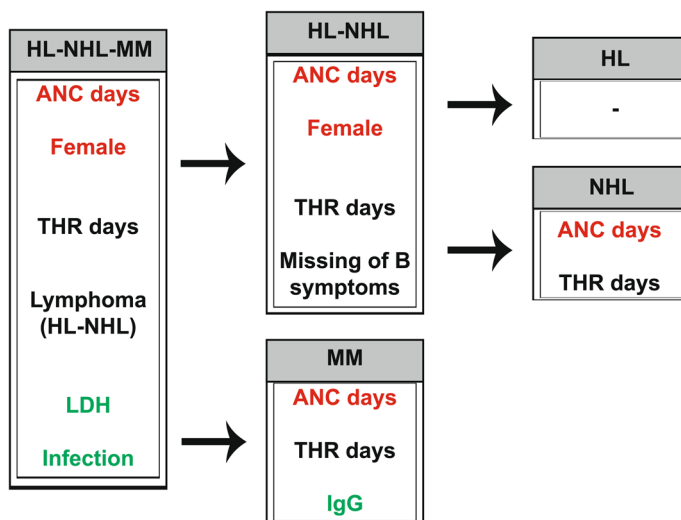 HL-NHL-MM
ANC days
Female
THR days
Lymphoma
(HL-NHL)
LDH
Infection
HL-NHL
ANC days
Female
THR days
Missing of B
symptoms
MM
ANC days
THR days
IgG
HL
-
NHL
ANC days
THR days